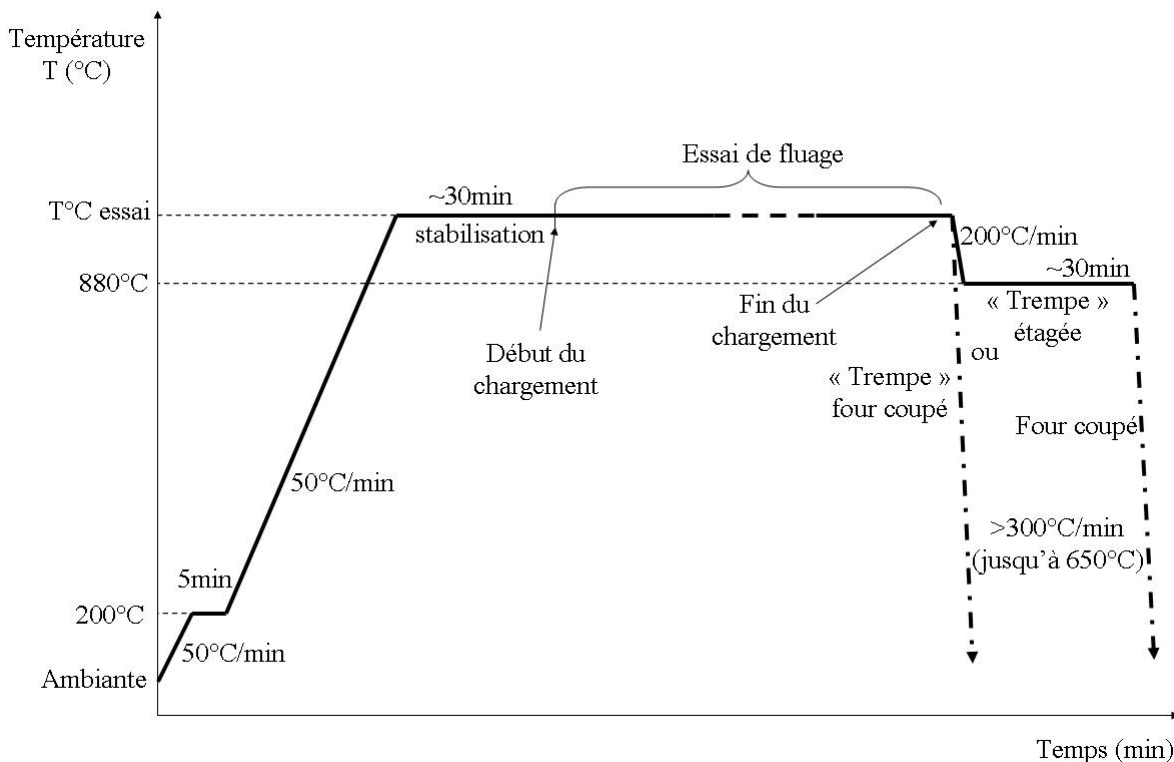 Température
T (°C)
Essai de fluage
~30min
T°C essai
stabilisation
200°C/min
~30min
880°C
« Trempe »
étagée
Fin du
chargement
Début du
chargement
ou
« Trempe »
four coupé
Four coupé
50°C/min
>300°C/min
(jusqu’à 650°C)
5min
200°C
50°C/min
Ambiante
Temps (min)